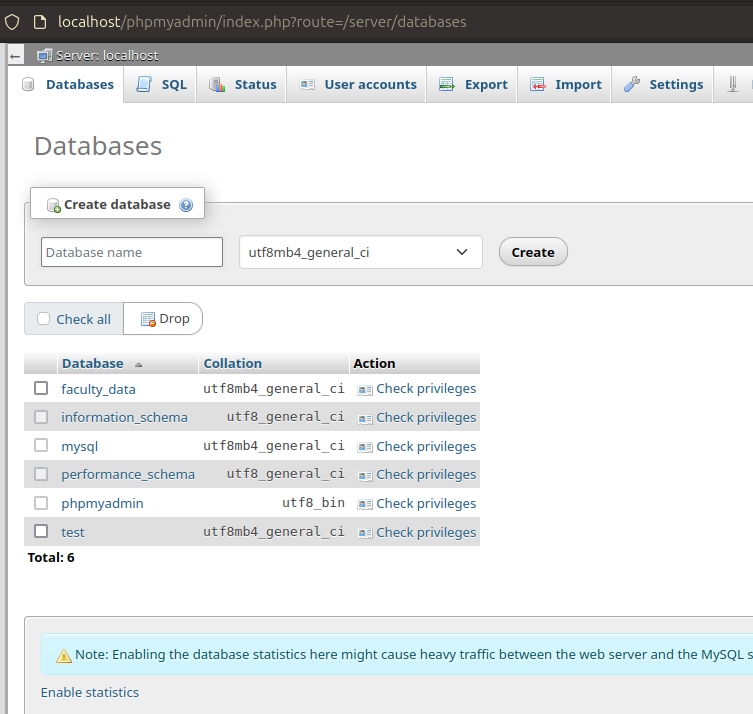 localhost/phpmyadmin/index.php?route=/server/databases
← Server: localhost
Databases SQL Status User accounts Export Import Settings
Databases
Create database
Database name utf8mb4_general_ci Create
Check all Drop
Database Collation Action
faculty_data utf8mb4_general_ci Check privileges
information_schema utf8_general_ci Check privileges
mysql utf8mb4_general_ci Check privileges
performance_schema utf8_general_ci Check privileges
phpmyadmin utf8_bin Check privileges
test utf8mb4_general_ci Check privileges
Total: 6
Note: Enabling the database statistics here might cause heavy traffic between the web server and the MySQL s
Enable statistics